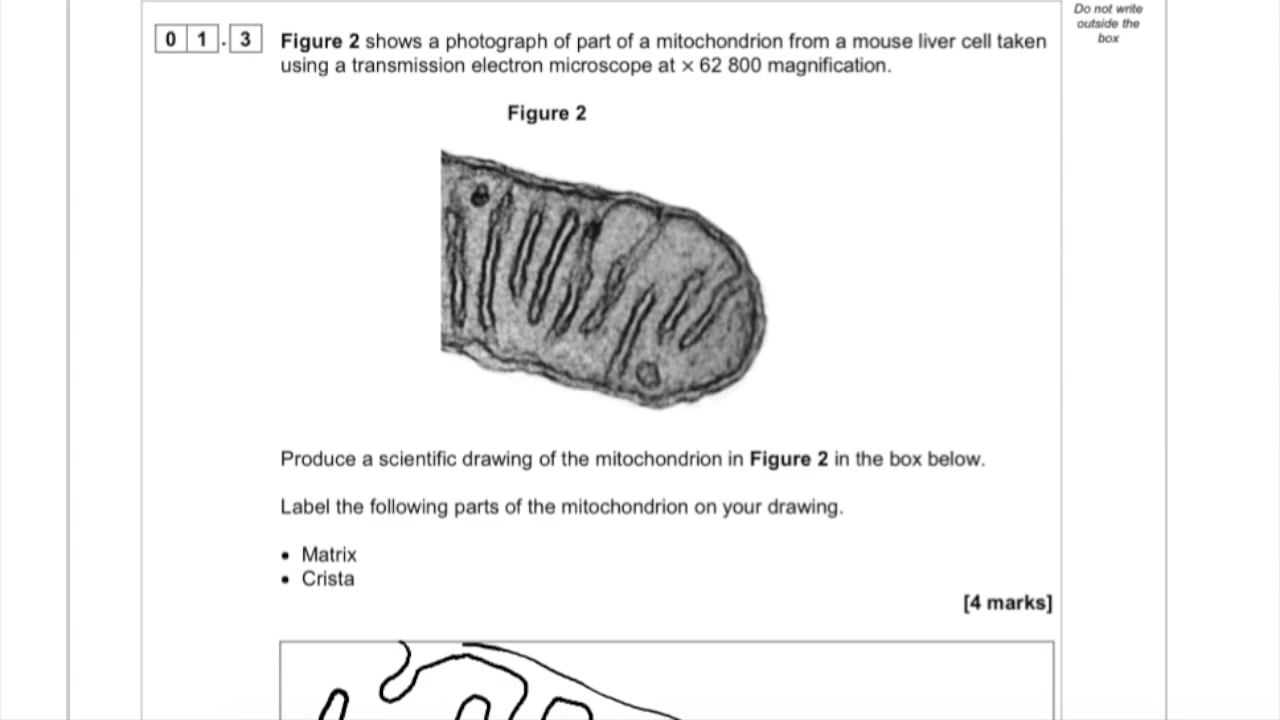 Do not write
outside the
box
0 1 . 3 Figure 2 shows a photograph of part of a mitochondrion from a mouse liver cell taken
using a transmission electron microscope at × 62 800 magnification.
Figure 2
Produce a scientific drawing of the mitochondrion in Figure 2 in the box below.
Label the following parts of the mitochondrion on your drawing.
• Matrix
• Crista
[4 marks]